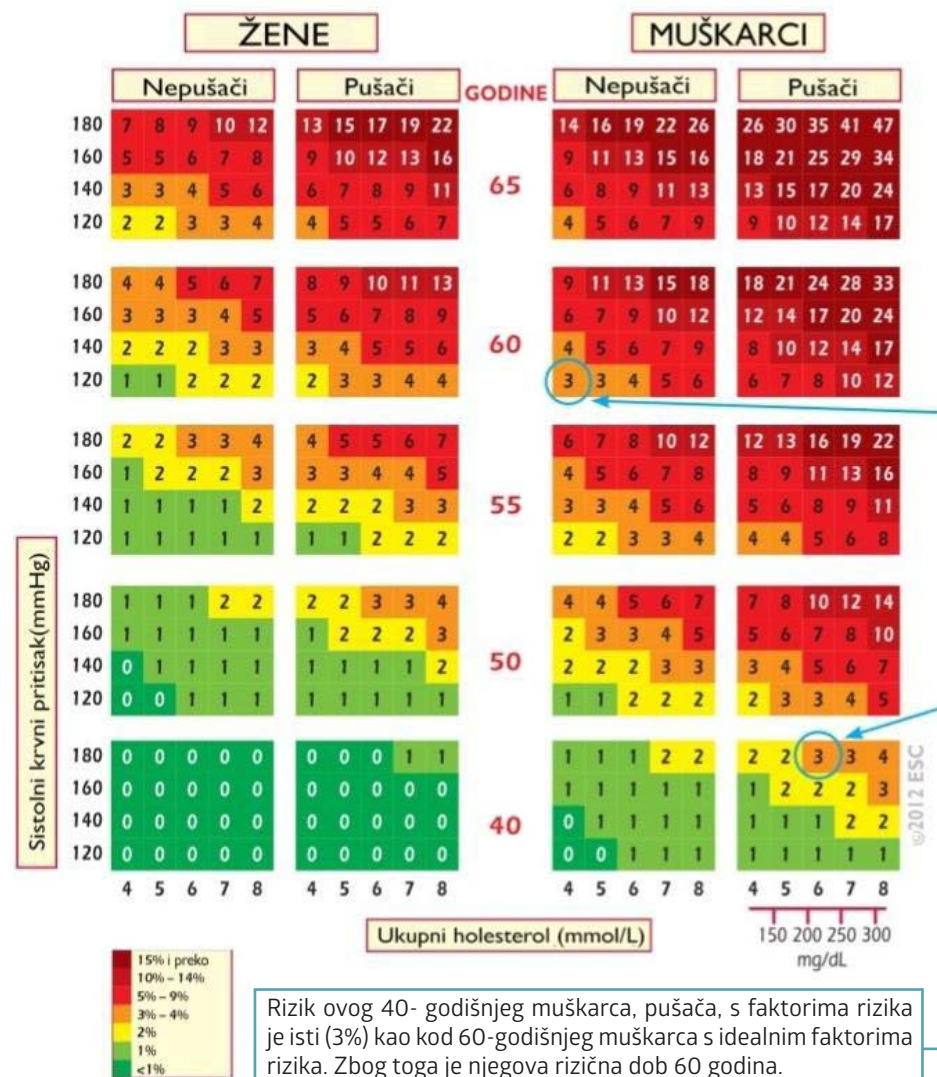 ŽENE MUŠKARCI
Nepušači Pušači GODINE Nepušači Pušači
180 7 8 9 10 12 13 15 17 19 22 14 16 19 22 26 26 30 35 41 47
160 5 5 6 7 8 9 10 12 13 16 9 11 13 15 16 18 21 25 29 34
65
140 3 3 4 5 6 6 7 8 9 11 6 8 9 11 13 13 15 17 20 24
120 2 2 3 3 4 4 5 5 6 7 4 5 6 7 9 9 10 12 14 17
180 4 4 5 6 7 8 9 10 11 13 9 11 13 15 18 18 21 24 28 33
160 3 3 3 4 5 5 6 7 8 9 6 7 9 10 12 12 14 17 20 24
60
140 2 2 2 3 3 3 4 5 5 6 4 5 6 7 9 8 10 12 14 17
120 1 1 2 2 2 2 3 3 4 4 3 3 4 5 6 6 7 8 10 12
180 2 2 3 3 4 4 5 5 6 7 6 7 8 10 12 12 13 16 19 22
160 1 2 2 2 3 3 3 4 4 5 4 5 6 7 8 8 9 11 13 16
55
140 1 1 1 1 2 2 2 2 3 3 3 3 4 5 6 5 6 8 9 11
120 1 1 1 1 1 1 1 2 2 2 2 2 3 3 4 4 4 5 6 8
180 1 1 1 2 2 2 2 3 3 4 4 4 5 6 7 7 8 10 12 14
160 1 1 1 1 1 1 2 2 2 3 2 3 3 4 5 5 6 7 8 10
50
140 0 1 1 1 1 1 1 1 1 2 2 2 2 3 3 3 4 5 6 7
120 0 0 1 1 1 1 1 1 1 1 1 1 2 2 2 2 3 3 4 5
180 0 0 0 0 0 0 0 0 1 1 1 1 1 2 2 2 2 3 3 4
160 0 0 0 0 0 0 0 0 0 0 1 1 1 1 1 1 2 2 2 3
40
140 0 0 0 0 0 0 0 0 0 0 0 1 1 1 1 1 1 1 2 2
120 0 0 0 0 0 0 0 0 0 0 0 0 1 1 1 1 1 1 1 1
4 5 6 7 8 4 5 6 7 8 4 5 6 7 8 4 5 6 7 8
Sistolni krvni pritisak(mmHg)
©2012 ESC
Ukupni holesterol (mmol/L)
150 200 250 300
mg/dL
15% i preko
10% – 14%
5% – 9%
3% – 4%
2%
1%
<1%
Rizik ovog 40- godišnjeg muškarca, pušača, s faktorima rizika
je isti (3%) kao kod 60-godišnjeg muškarca s idealnim faktorima
rizika. Zbog toga je njegova rizična dob 60 godina.